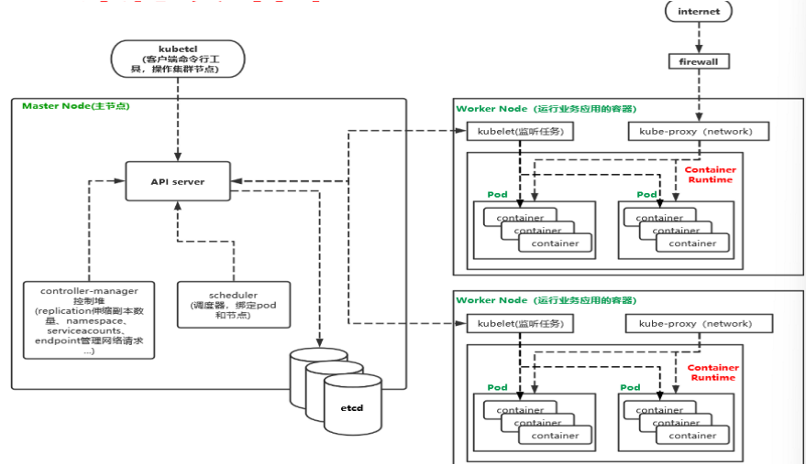 internet
kubetcl
(客户端命令行工
具，操作集群节点)
firewall
Master Node(主节点)
API server
controller-manager
控制堆
(replication伸缩副本数
量、namespace、
serviceacounts、
endpoint管理网络请求
...)
scheduler
(调度器，绑定pod
和节点)
etcd
Worker Node（运行业务应用的容器）
kubelet(监听任务)
kube-proxy（network）
Container
Runtime
Pod
Pod
container
container
container
container
container
container
Worker Node（运行业务应用的容器）
kubelet(监听任务)
kube-proxy（network）
Container
Runtime
Pod
Pod
container
container
container
container
container
container